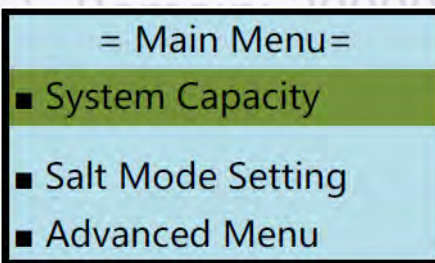 = Main Menu=
■ System Capacity
■ Salt Mode Setting
■ Advanced Menu